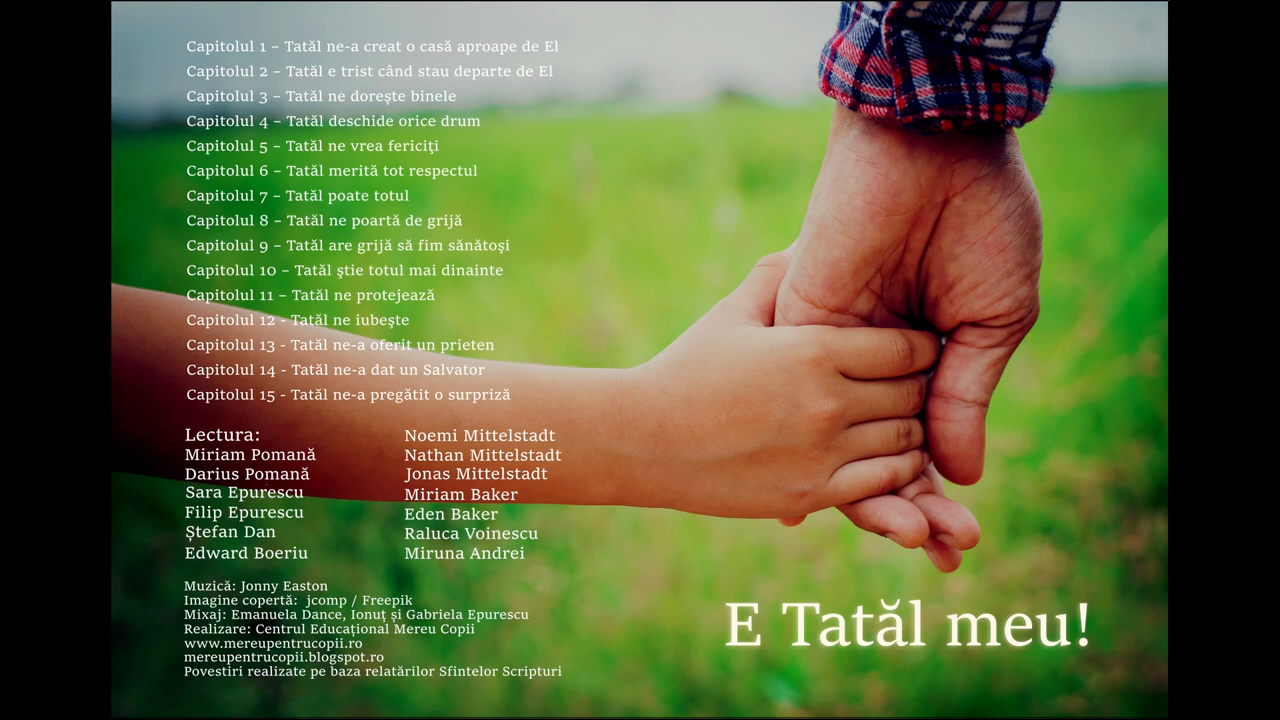 Capitolul 1 – Tatăl ne-a creat o casă aproape de El
Capitolul 2 – Tatăl e trist când stau departe de El
Capitolul 3 – Tatăl ne dorește binele
Capitolul 4 – Tatăl deschide orice drum
Capitolul 5 – Tatăl ne vrea fericiţi
Capitolul 6 – Tatăl merită tot respectul
Capitolul 7 – Tatăl poate totul
Capitolul 8 – Tatăl ne poartă de grijă
Capitolul 9 – Tatăl are grijă să fim sănătoşi
Capitolul 10 – Tatăl ştie totul mai dinainte
Capitolul 11 – Tatăl ne protejează
Capitolul 12 - Tatăl ne iubeşte
Capitolul 13 - Tatăl ne-a oferit un prieten
Capitolul 14 - Tatăl ne-a dat un Salvator
Capitolul 15 - Tatăl ne-a pregătit o surpriză
Lectura:
Miriam Pomană
Darius Pomană
Sara Epurescu
Filip Epurescu
Ștefan Dan
Edward Boeriu
Noemi Mittelstadt
Nathan Mittelstadt
Jonas Mittelstadt
Miriam Baker
Eden Baker
Raluca Voinescu
Miruna Andrei
Muzică: Jonny Easton
Imagine copertă:  jcomp / Freepik
Mixaj: Emanuela Dance, Ionuț și Gabriela Epurescu
Realizare: Centrul Educațional Mereu Copii
www.mereupentrucopii.ro
mereupentrucopii.blogspot.ro
Povestiri realizate pe baza relatărilor Sfintelor Scripturi
E Tatăl meu!